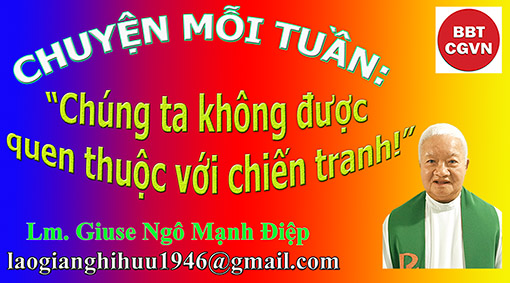 CHUYỆN MỖI TUẦN:
BBT
CGVN
“Chúng ta không được
quen thuộc với chiến tranh!”
Lm. Giuse Ngô Mạnh Điệp
laogianghihuu1946@gmail.com